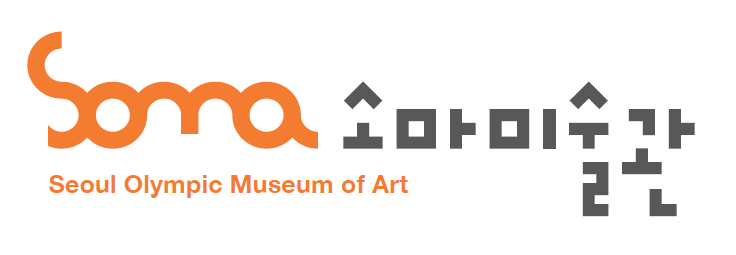 Soma 소마미술관
Seoul Olympic Museum of Art